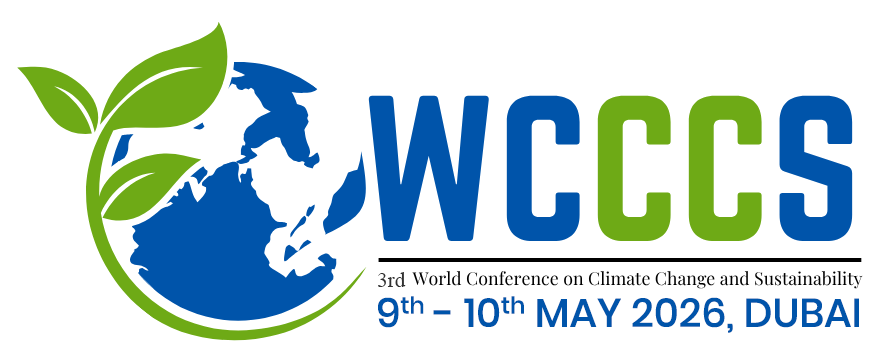 WCCCS
3rd World Conference on Climate Change and Sustainability
9th - 10th MAY 2026, DUBAI